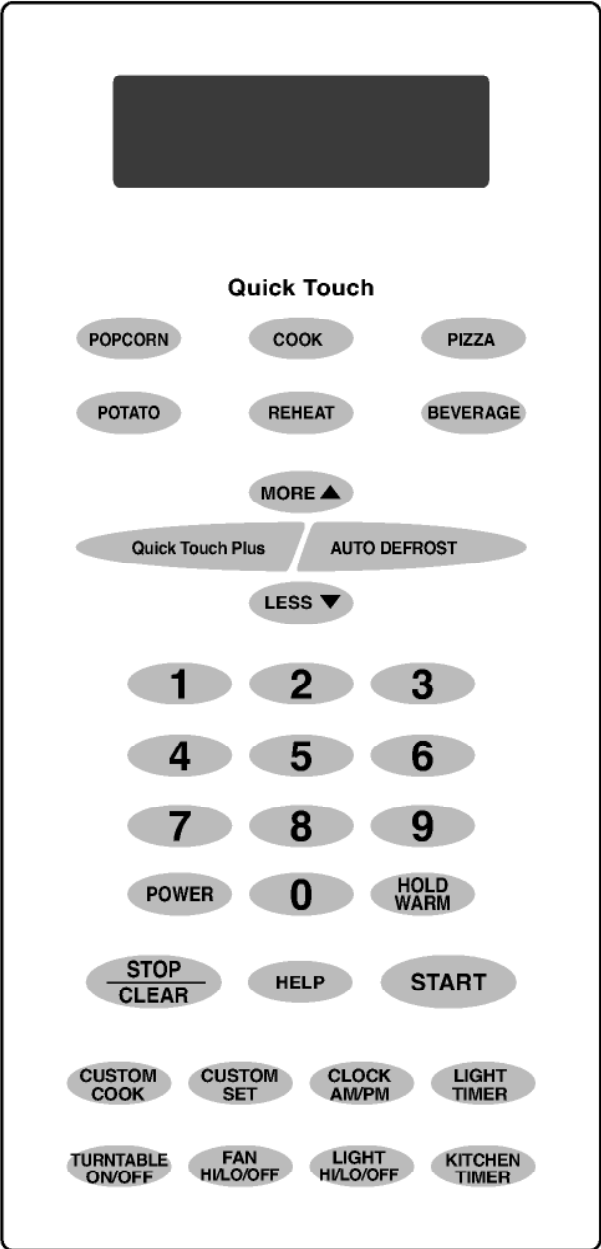 Quick Touch
POPCORN
COOK
PIZZA
POTATO
REHEAT
BEVERAGE
MORE ▲
Quick Touch Plus
AUTO DEFROST
LESS ▼
1
2
3
4
5
6
7
8
9
POWER
0
HOLD
WARM
STOP
CLEAR
HELP
START
CUSTOM
COOK
CUSTOM
SET
CLOCK
AM/PM
LIGHT
TIMER
TURNTABLE
ON/OFF
FAN
HI/LO/OFF
LIGHT
HI/LO/OFF
KITCHEN
TIMER